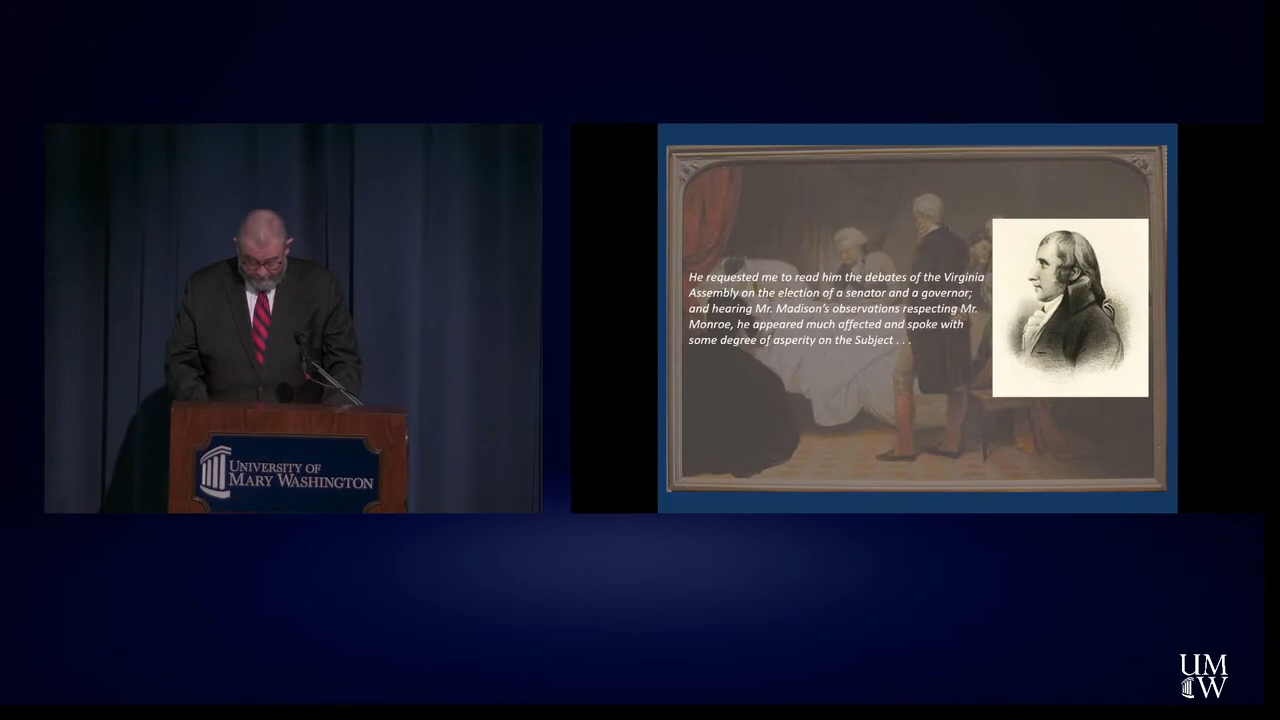 He requested me to read him the debates of the Virginia
Assembly on the election of a senator and a governor;
and hearing Mr. Madison's observations respecting Mr.
Monroe, he appeared much affected and spoke with
some degree of asperity on the Subject . . .
UNIVERSITY OF
MARY WASHINGTON
UM
W